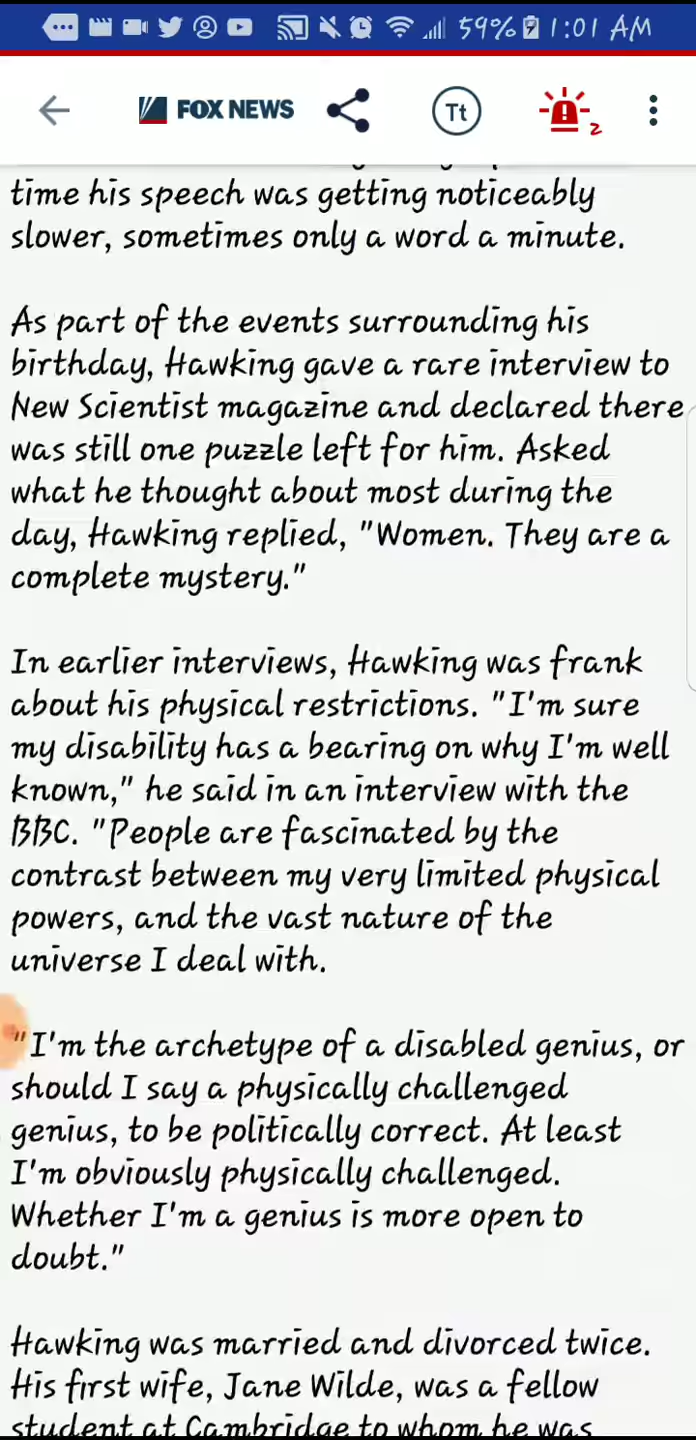 59% 1:01 AM
FOX NEWS Tt 2
time his speech was getting noticeably
slower, sometimes only a word a minute.
As part of the events surrounding his
birthday, Hawking gave a rare interview to
New Scientist magazine and declared there
was still one puzzle left for him. Asked
what he thought about most during the
day, Hawking replied, "Women. They are a
complete mystery."
In earlier interviews, Hawking was frank
about his physical restrictions. "I'm sure
my disability has a bearing on why I'm well
known," he said in an interview with the
BBC. "People are fascinated by the
contrast between my very limited physical
powers, and the vast nature of the
universe I deal with.
"I'm the archetype of a disabled genius, or
should I say a physically challenged
genius, to be politically correct. At least
I'm obviously physically challenged.
Whether I'm a genius is more open to
doubt."
Hawking was married and divorced twice.
His first wife, Jane Wilde, was a fellow
student at Cambridge to whom he was